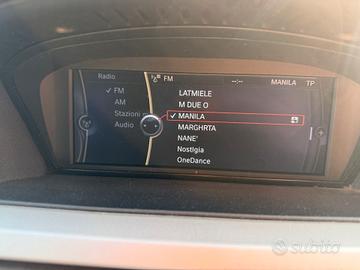 Radio FM --:-- MANILA TP
✓ FM
AM
Stazioni
Audio
LATMIELE
M DUE O
✓ MANILA
MARGHRTA
NANE'
Nostlgia
OneDance
subito